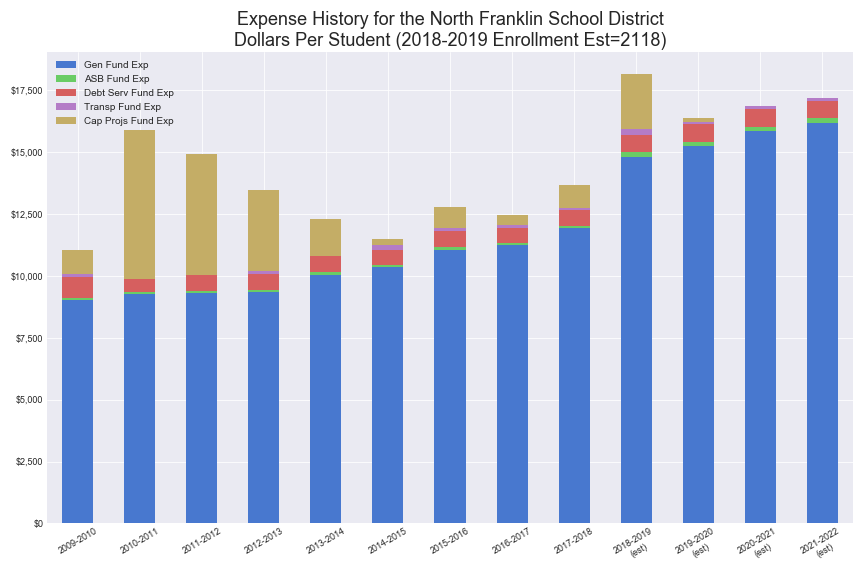 Expense History for the North Franklin School District
Dollars Per Student (2018-2019 Enrollment Est=2118)
Gen Fund Exp
ASB Fund Exp
Debt Serv Fund Exp
Transp Fund Exp
Cap Projs Fund Exp
$17,500
$15,000
$12,500
$10,000
$7,500
$5,000
$2,500
$0
2009-2010
2010-2011
2011-2012
2012-2013
2013-2014
2014-2015
2015-2016
2016-2017
2017-2018
2018-2019
(est)
2019-2020
(est)
2020-2021
(est)
2021-2022
(est)